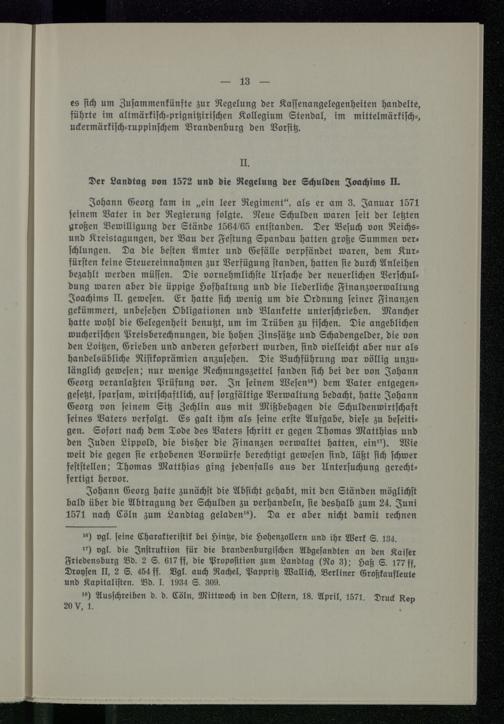 — 13 —
es sich um Zusammenkünfte zur Regelung der Kassenangelegenheiten handelte,
führte im altmärkisch-prignitzirischen Kollegium Stendal, im mittelmärkisch-,
uckermärkisch-ruppinschem Brandenburg den Vorsitz.
II.
Der Landtag von 1572 und die Regelung der Schulden Joachims II.
Johann Georg kam in „ein leer Regiment“, als er am 3. Januar 1571
seinem Vater in der Regierung folgte. Neue Schulden waren seit der letzten
großen Bewilligung der Stände 1564/65 entstanden. Der Besuch von Reichs-
und Kreistagungen, der Bau der Festung Spandau hatten große Summen ver-
schlungen. Da die besten Ämter und Gefälle verpfändet waren, dem Kur-
fürsten keine Steuereinnahmen zur Verfügung standen, hatten sie durch Anleihen
bezahlt werden müssen. Die vornehmlichste Ursache der neuerlichen Verschul-
dung waren aber die üppige Hofhaltung und die liederliche Finanzverwaltung
Joachims II. gewesen. Er hatte sich wenig um die Ordnung seiner Finanzen
gekümmert, unbesehen Obligationen und Blankette unterschrieben. Mancher
hatte wohl die Gelegenheit benutzt, um im Trüben zu fischen. Die angeblichen
wucherischen Preisberechnungen, die hohen Zinssätze und Schadengelder, die von
den Loitzen, Grieben und anderen gefordert wurden, sind vielleicht aber nur als
handelsübliche Risikoprämien anzusehen. Die Buchführung war völlig unzu-
länglich gewesen; nur wenige Rechnungszettel fanden sich bei der von Johann
Georg veranlaßten Prüfung vor. In seinem Wesen¹⁶) dem Vater entgegen-
gesetzt, sparsam, wirtschaftlich, auf sorgfältige Verwaltung bedacht, hatte Johann
Georg von seinem Sitz Zechlin aus mit Mißbehagen die Schuldenwirtschaft
seines Vaters verfolgt. Es galt ihm als seine erste Aufgabe, diese zu beseiti-
gen. Sofort nach dem Tode des Vaters schritt er gegen Thomas Matthias und
den Juden Lippold, die bisher die Finanzen verwaltet hatten, ein¹⁷). Wie
weit die gegen sie erhobenen Vorwürfe berechtigt gewesen sind, läßt sich schwer
feststellen; Thomas Matthias ging jedenfalls aus der Untersuchung gerecht-
fertigt hervor.
Johann Georg hatte zunächst die Absicht gehabt, mit den Ständen möglichst
bald über die Abtragung der Schulden zu verhandeln, sie deshalb zum 24. Juni
1571 nach Cöln zum Landtag geladen¹⁸). Da er aber nicht damit rechnen
¹⁶) vgl. seine Charakteristik bei Hintze, die Hohenzollern und ihr Werk S. 134.
¹⁷) vgl. die Instruktion für die brandenburgischen Abgesandten an den Kaiser
Friedensburg Bd. 2 S. 617 ff, die Proposition zum Landtag (No 3); Haß S. 177 ff,
Droysen II, 2 S. 454 ff. Vgl. auch Rachel, Papritz Wallich, Berliner Großkaufleute
und Kapitalisten. Bd. I. 1934 S. 309.
¹⁸) Ausschreiben d. d. Cöln, Mittwoch in den Ostern, 18. April, 1571. Druck Rep
20 V, 1.